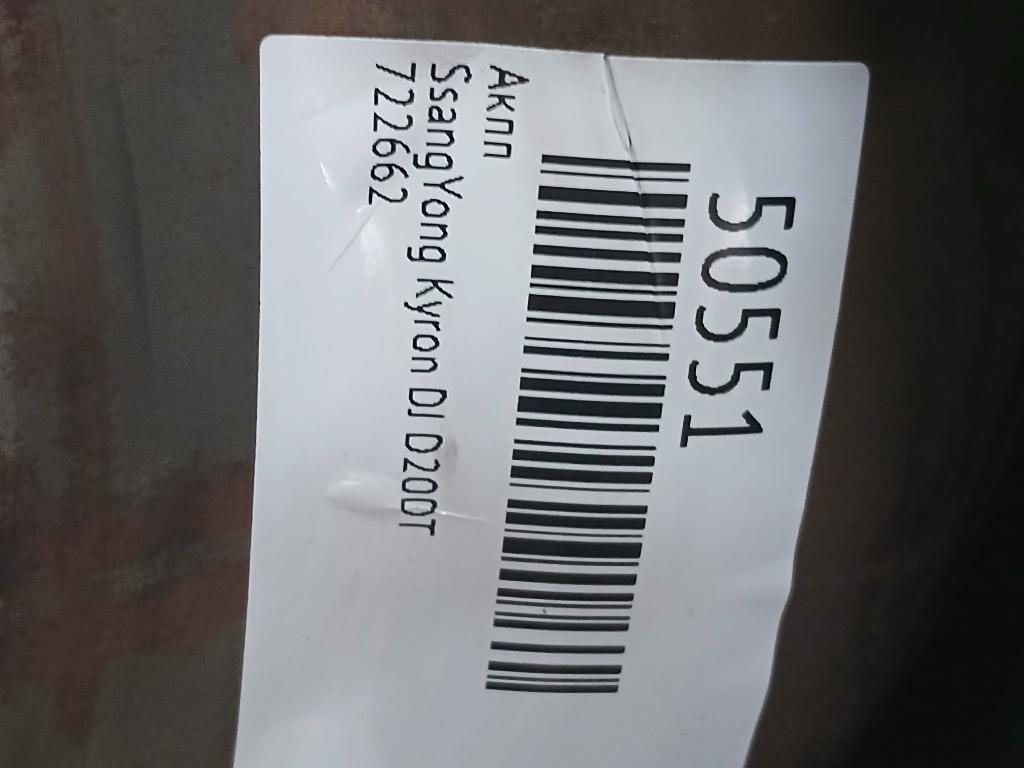 50551
Акпп
SsangYong Kyron DJ D20DT
722662